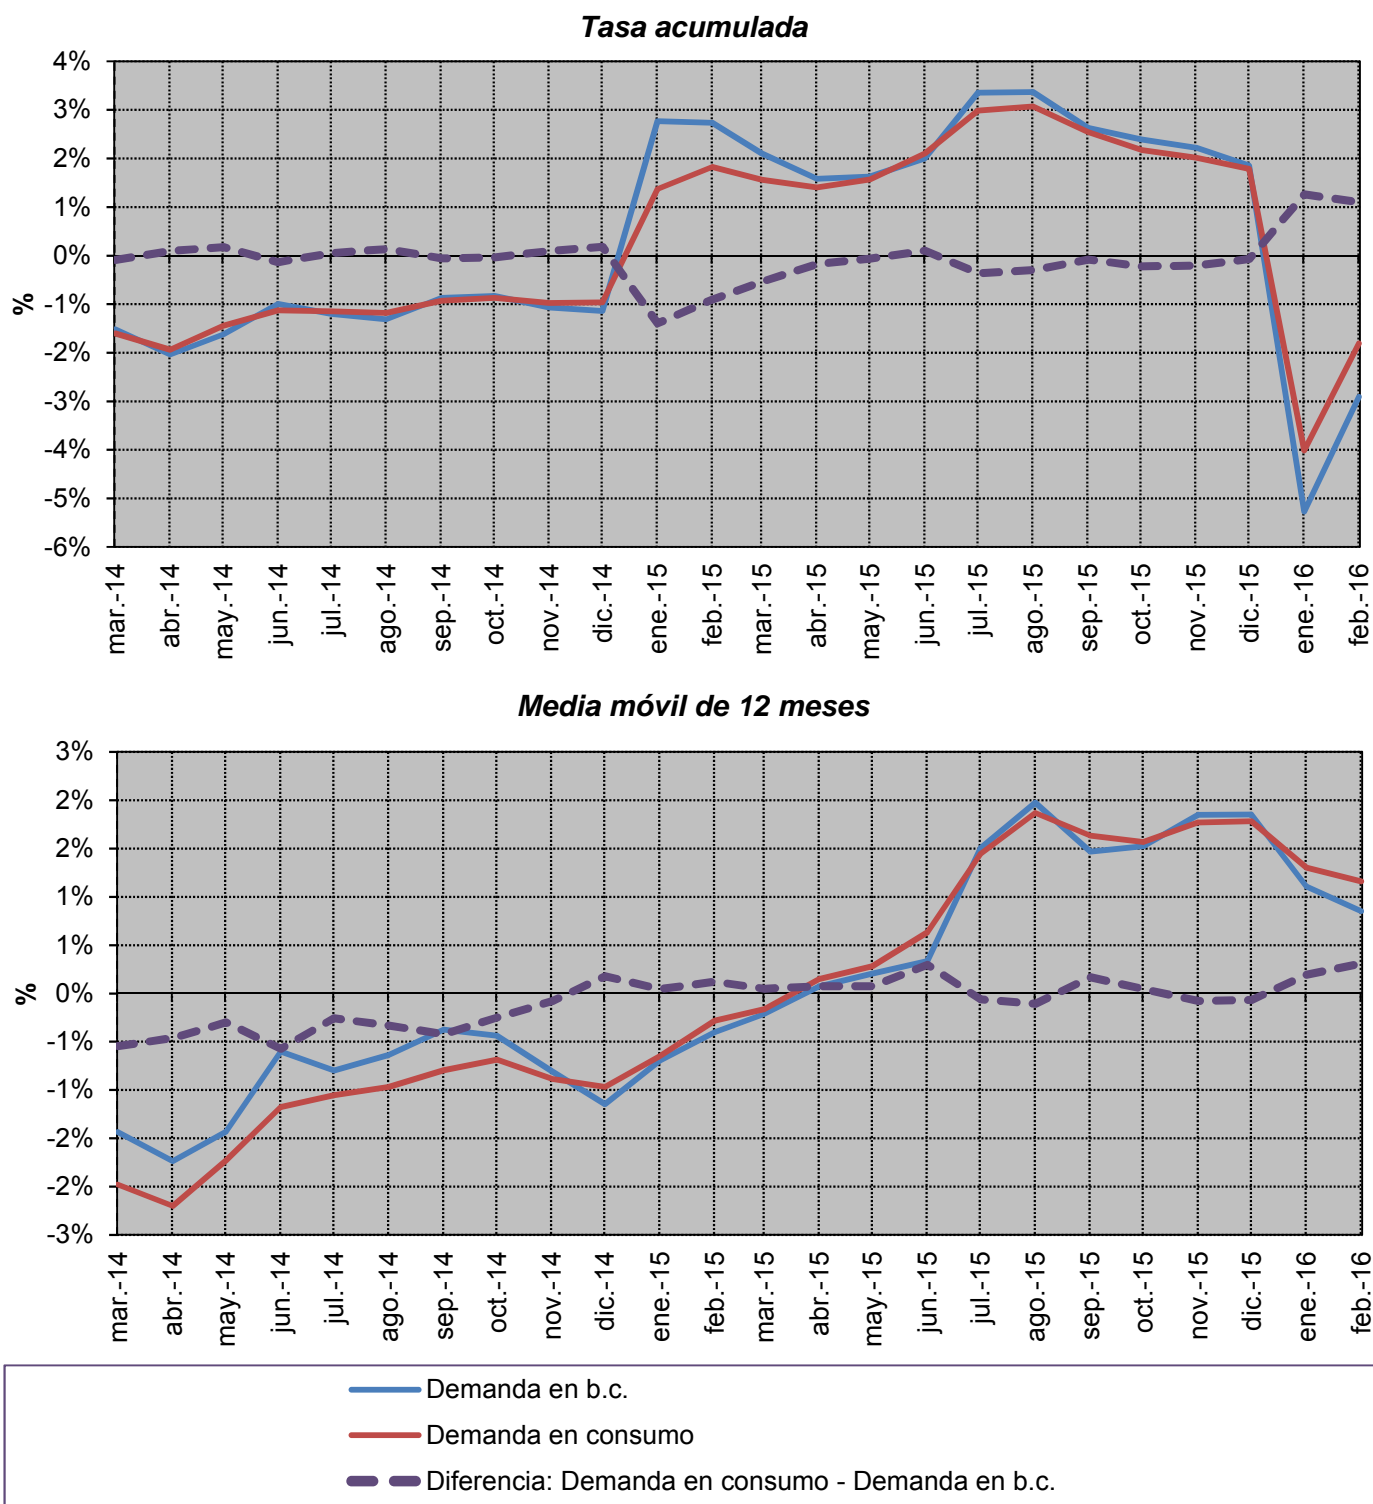 Tasa acumulada
4%
3%
2%
1%
0%
-1%
-2%
-3%
-4%
-5%
-6%
%
mar.-14
abr.-14
may.-14
jun.-14
jul.-14
ago.-14
sep.-14
oct.-14
nov.-14
dic.-14
ene.-15
feb.-15
mar.-15
abr.-15
may.-15
jun.-15
jul.-15
ago.-15
sep.-15
oct.-15
nov.-15
dic.-15
ene.-16
feb.-16
Media móvil de 12 meses
3%
2%
2%
1%
1%
0%
-1%
-1%
-2%
-2%
-3%
%
mar.-14
abr.-14
may.-14
jun.-14
jul.-14
ago.-14
sep.-14
oct.-14
nov.-14
dic.-14
ene.-15
feb.-15
mar.-15
abr.-15
may.-15
jun.-15
jul.-15
ago.-15
sep.-15
oct.-15
nov.-15
dic.-15
ene.-16
feb.-16
Demanda en b.c.
Demanda en consumo
Diferencia: Demanda en consumo - Demanda en b.c.